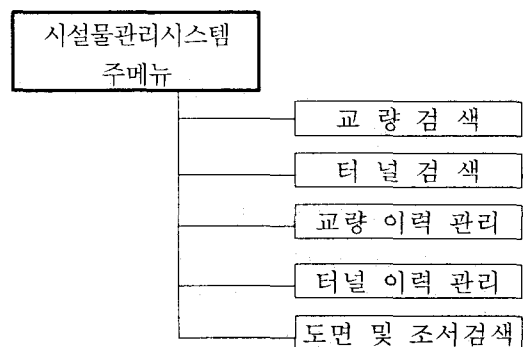 시설물관리시스템
주메뉴
교 량 검 색
터 널 검 색
교량 이력 관리
터널 이력 관리
도면 및 조서검색